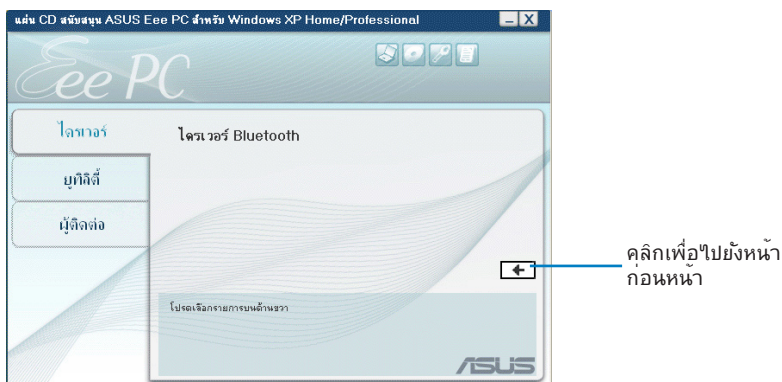 แผ่น CD สนับสนุน ASUS Eee PC สำหรับ Windows XP Home/Professional
Eee PC
ไดรเวอร์
ไดรเวอร์ Bluetooth
ยูทิลิตี้
ผู้ติดต่อ
คลิกเพื่อไปยังหน้า
ก่อนหน้า
โปรดเลือกรายการบนด้านขวา
ASUS